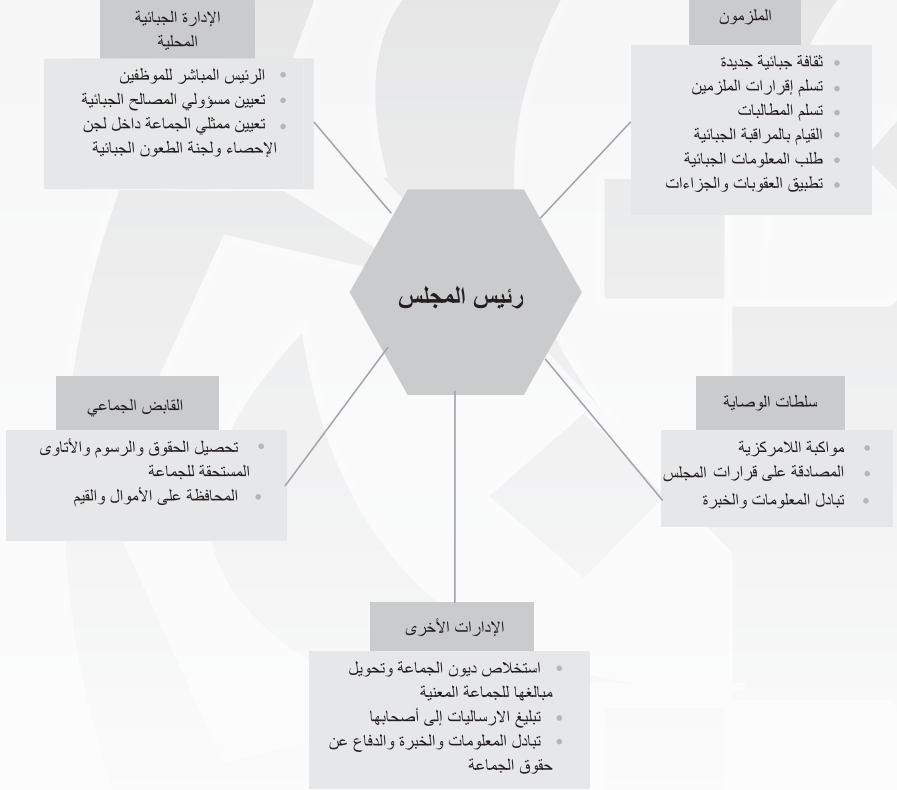 الملزمون
ثقافة جبائية جديدة
تسلم إقرارات الملزمين
تسلم المطالبات
القيام بالمراقبة الجبائية
طلب المعلومات الجبائية
تطبيق العقوبات والجزاءات
الإدارة الجبائية
المحلية
الرئيس المباشر للموظفين
تعيين مسؤولي المصالح الجبائية
تعيين ممثلي الجماعة داخل لجن
الإحصاء ولجنة الطعون الجبائية
رئيس المجلس
سلطات الوصاية
مواكبة اللامركزية
المصادقة على قرارات المجلس
تبادل المعلومات والخبرة
القابض الجماعي
تحصيل الحقوق والرسوم والأتاوى
المستحقة للجماعة
المحافظة على الأموال والقيم
الإدارات الأخرى
استخلاص ديون الجماعة وتحويل
مبالغها للجماعة المعنية
تبليغ الارساليات إلى أصحابها
تبادل المعلومات والخبرة والدفاع عن
حقوق الجماعة